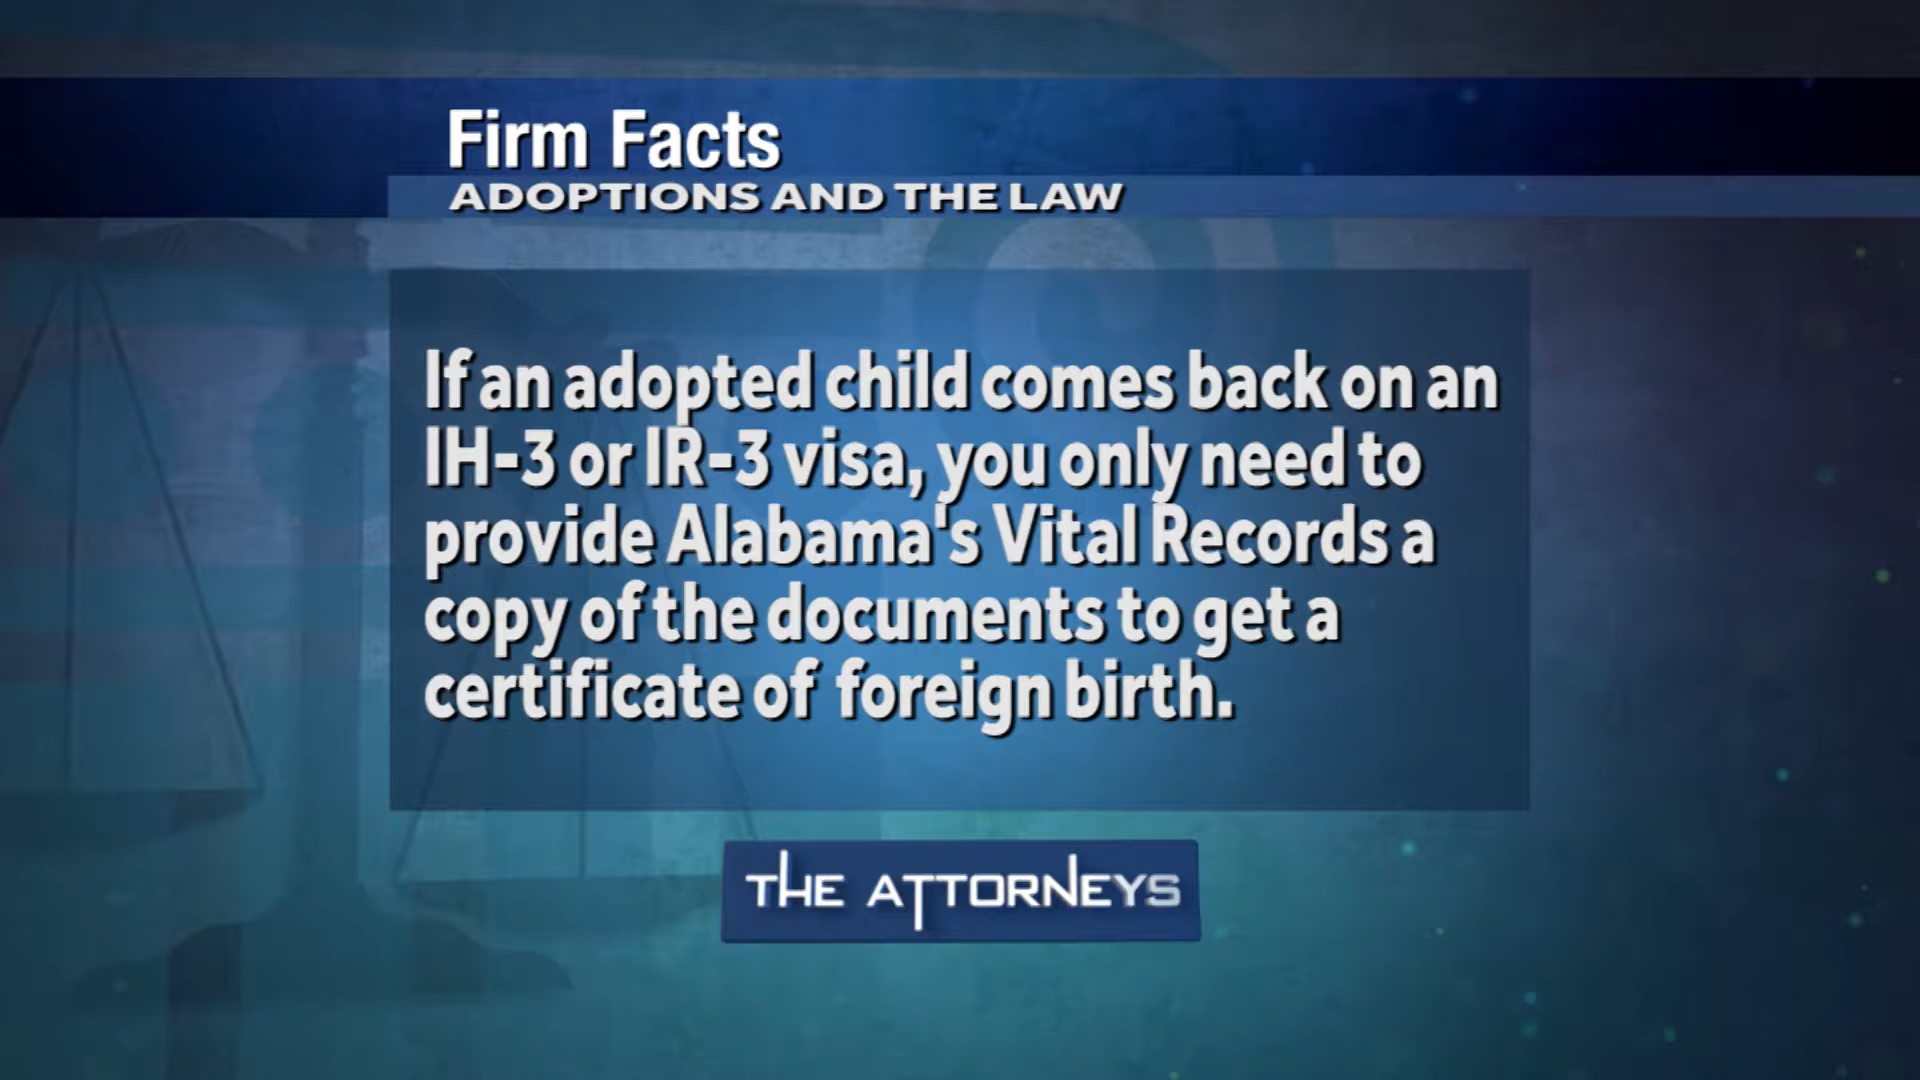 Firm Facts
ADOPTIONS AND THE LAW
If an adopted child comes back on an
IH-3 or IR-3 visa, you only need to
provide Alabama's Vital Records a
copy of the documents to get a
certificate of foreign birth.
THE ATTORNEYS